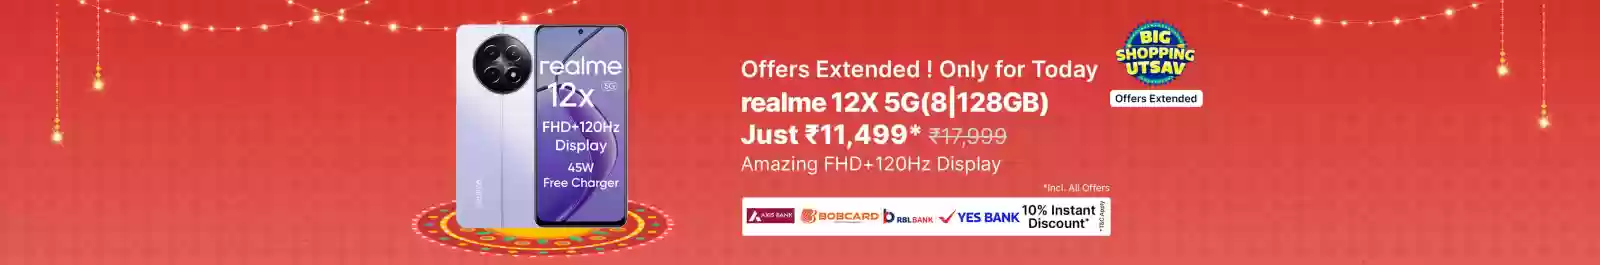 realme
12x 5G
FHD+120Hz
Display
45W
Free Charger
realme
Offers Extended ! Only for Today
realme 12X 5G(8|128GB)
Just ₹11,499* ₹17,999
Amazing FHD+120Hz Display
*Incl. All Offers
AXIS BANK BOBCARD RBLBANK YES BANK 10% Instant
Discount*
*T&C Apply
BIG
SHOPPING
UTSAV
Offers Extended